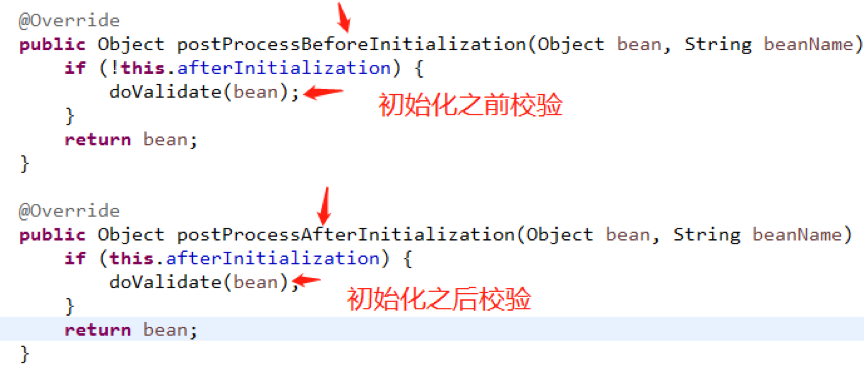 @Override
public Object postProcessBeforeInitialization(Object bean, String beanName)
if (!this.afterInitialization) {
doValidate(bean);
初始化之前校验
}
return bean;
}
@Override
public Object postProcessAfterInitialization(Object bean, String beanName)
if (this.afterInitialization) {
doValidate(bean);
初始化之后校验
}
return bean;
}